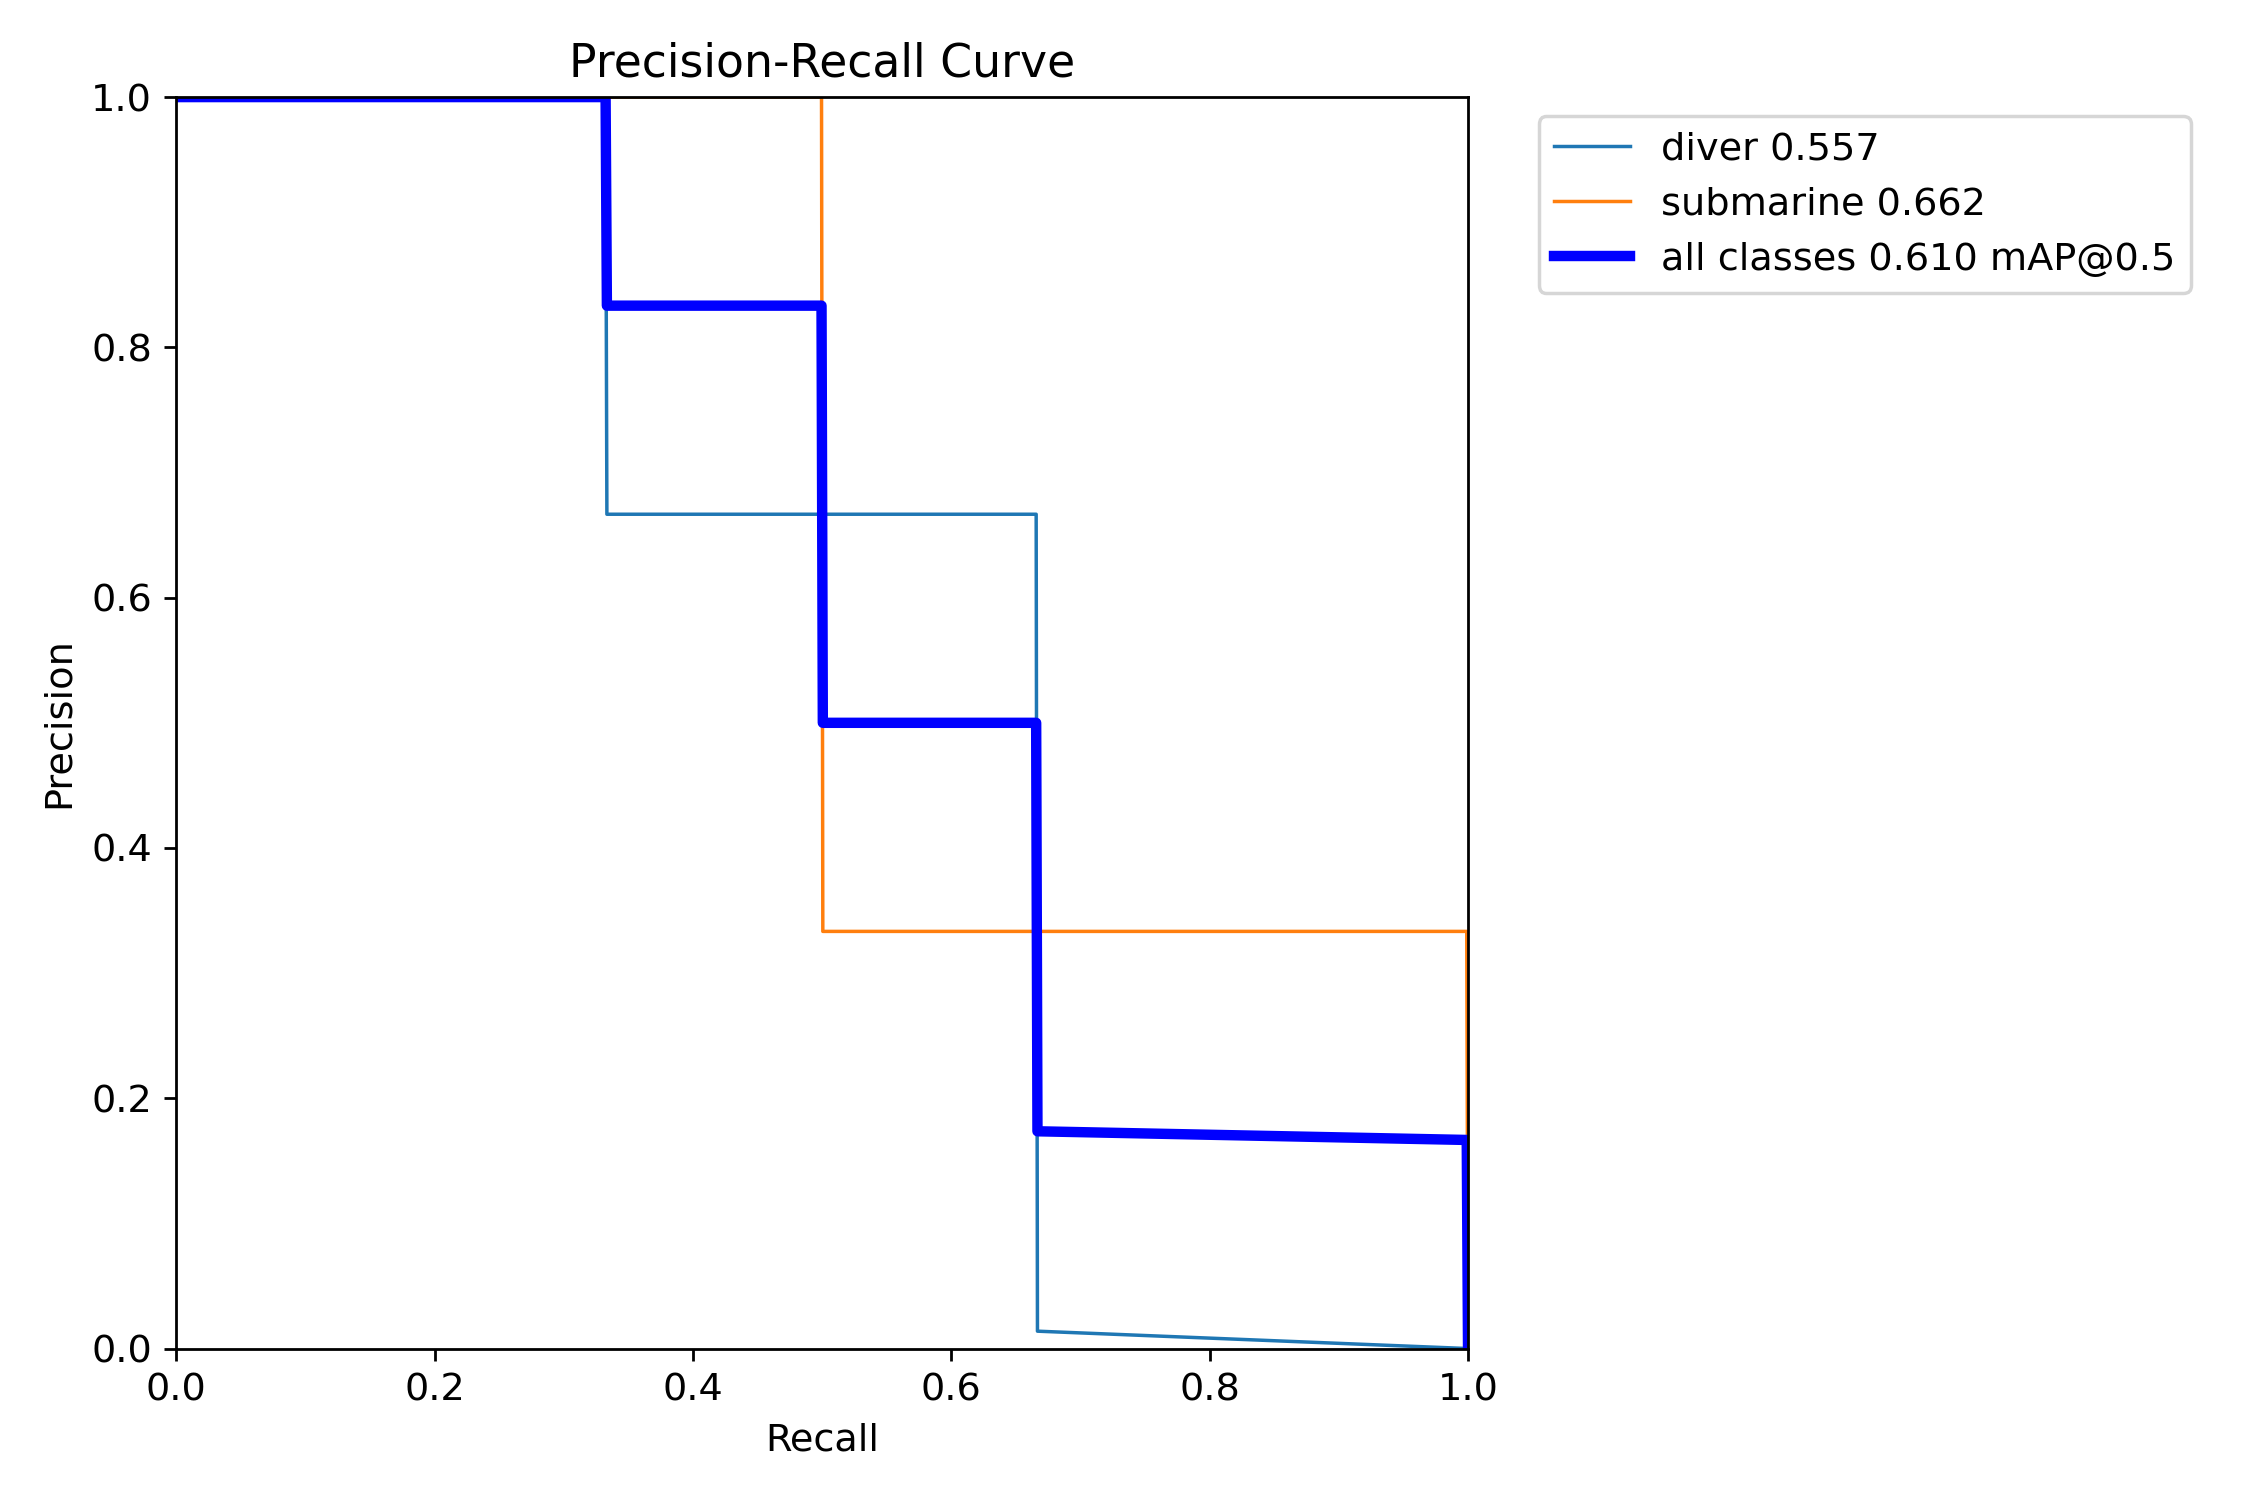 Precision-Recall Curve
1.0
0.8
0.6
0.4
0.2
0.0
Precision
0.0 0.2 0.4 0.6 0.8 1.0
Recall
diver 0.557
submarine 0.662
all classes 0.610 mAP@0.5